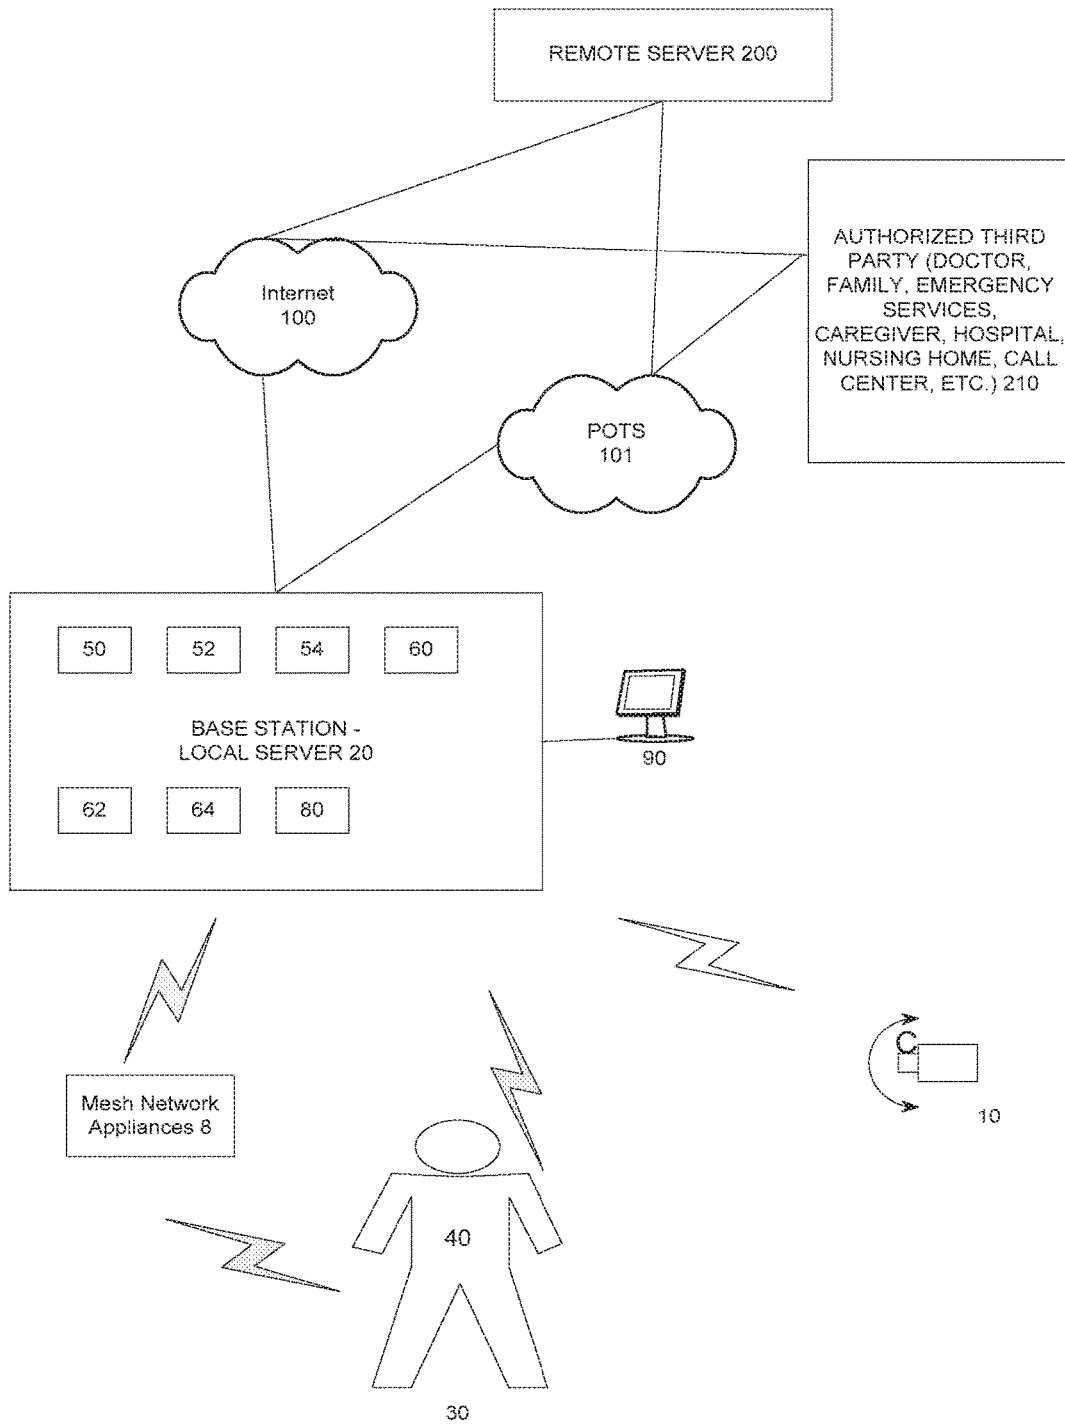 REMOTE SERVER 200
AUTHORIZED THIRD
PARTY (DOCTOR,
FAMILY, EMERGENCY
SERVICES,
CAREGIVER, HOSPITAL,
NURSING HOME, CALL
CENTER, ETC.) 210
Internet
100
POTS
101
50
52
54
60
BASE STATION -
LOCAL SERVER 20
90
62
64
80
C
10
Mesh Network
Appliances 8
40
30